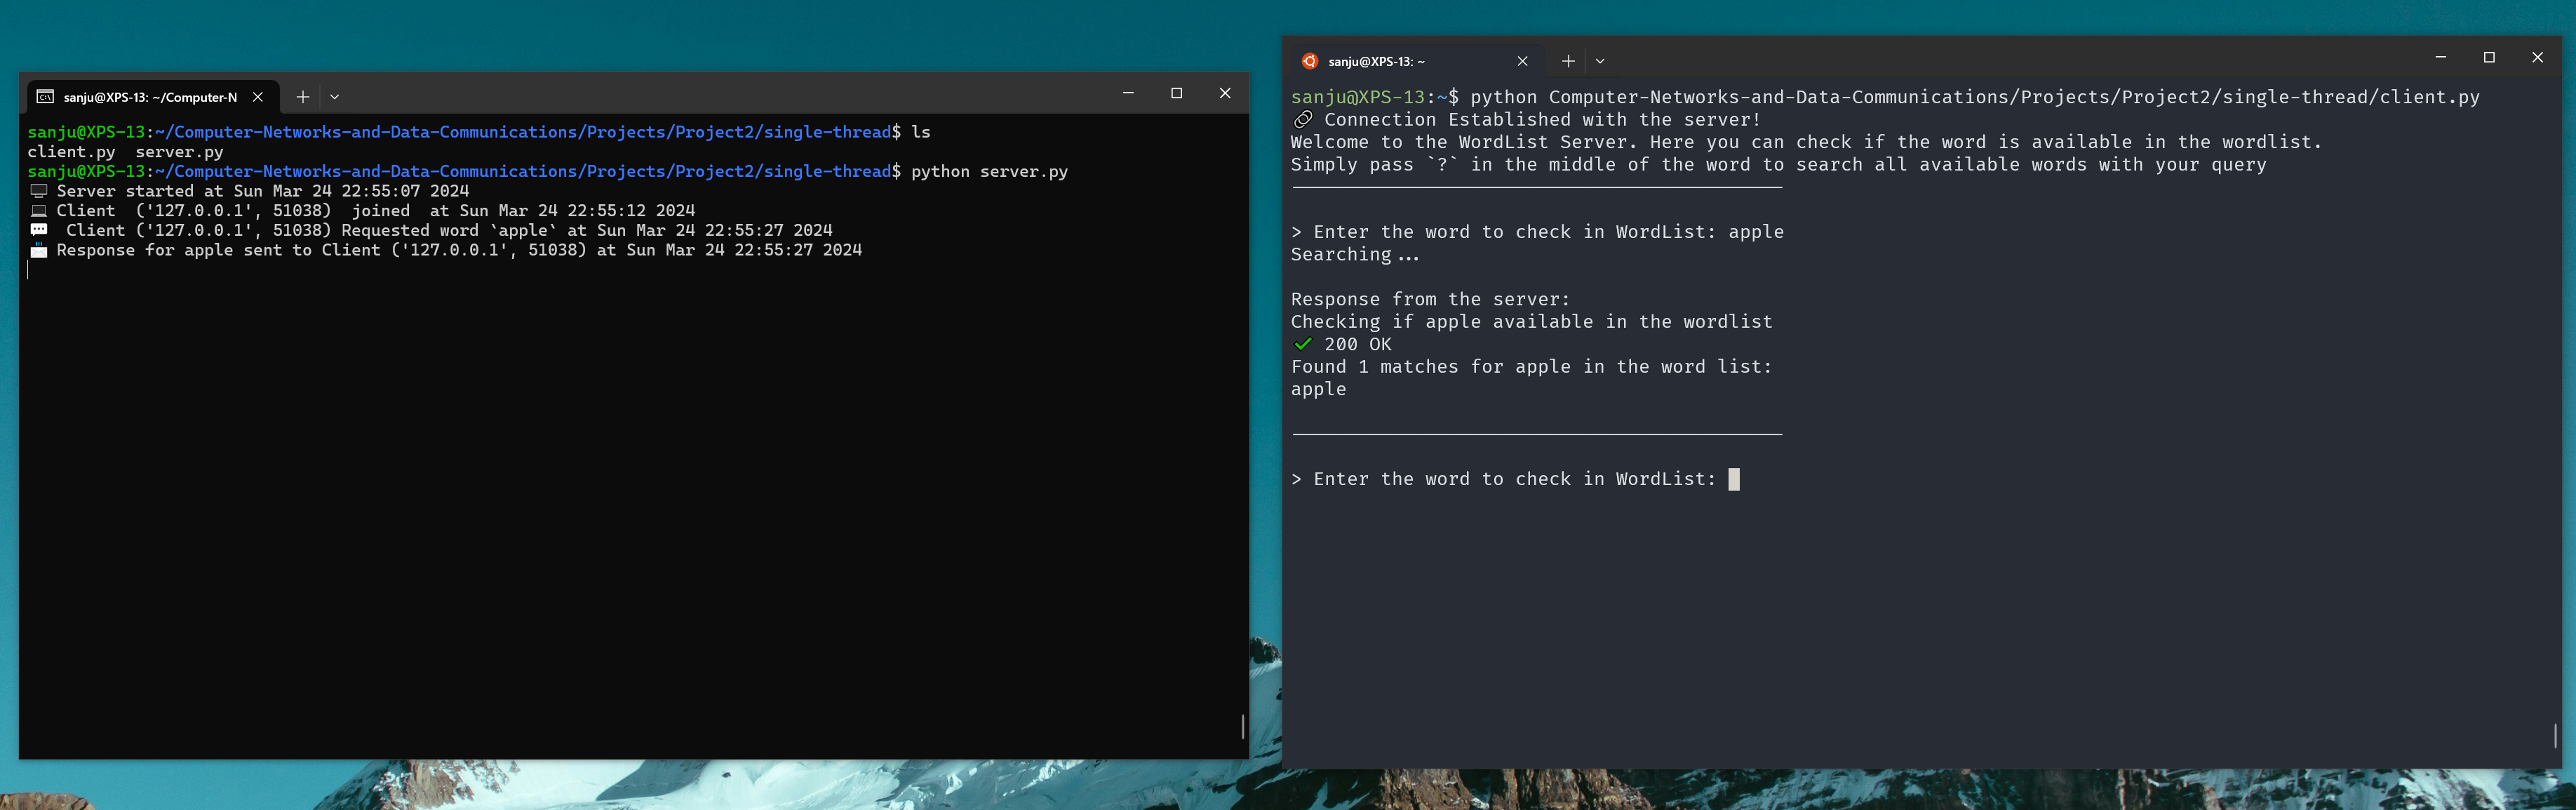 sanju@XPS-13: ~/Computer-N
sanju@XPS-13:~/Computer-Networks-and-Data-Communications/Projects/Project2/single-thread$ ls
client.py  server.py
sanju@XPS-13:~/Computer-Networks-and-Data-Communications/Projects/Project2/single-thread$ python server.py
Server started at Sun Mar 24 22:55:07 2024
Client  ('127.0.0.1', 51038)  joined  at Sun Mar 24 22:55:12 2024
Client ('127.0.0.1', 51038) Requested word `apple` at Sun Mar 24 22:55:27 2024
Response for apple sent to Client ('127.0.0.1', 51038) at Sun Mar 24 22:55:27 2024
sanju@XPS-13: ~
sanju@XPS-13:~$ python Computer-Networks-and-Data-Communications/Projects/Project2/single-thread/client.py
🔗 Connection Established with the server!
Welcome to the WordList Server. Here you can check if the word is available in the wordlist.
Simply pass `?` in the middle of the word to search all available words with your query
> Enter the word to check in WordList: apple
Searching...
Response from the server:
Checking if apple available in the wordlist
✔ 200 OK
Found 1 matches for apple in the word list:
apple
> Enter the word to check in WordList: